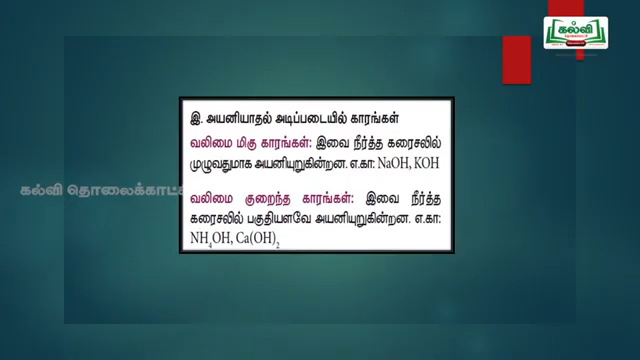 கல்வி
இ. அயனியாதல் அடிப்படையில் காரங்கள்
வலிமை மிகு காரங்கள்: இவை நீர்த்த கரைசலில்
முழுவதுமாக அயனியுறுகின்றன. எ.கா: NaOH, KOH
கல்வி தொலைக்காட்சி
வலிமை குறைந்த காரங்கள்: இவை நீர்த்த
கரைசலில் பகுதியளவே அயனியுறுகின்றன. எ.கா:
NH₄OH, Ca(OH)₂